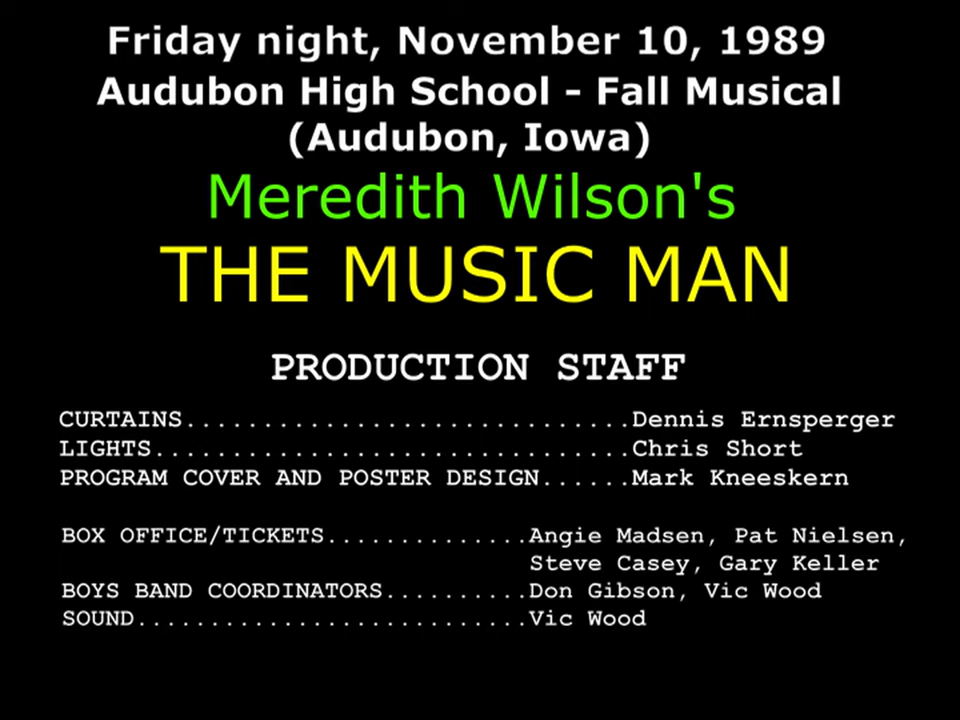 Friday night, November 10, 1989
Audubon High School - Fall Musical
(Audubon, Iowa)
Meredith Wilson's
THE MUSIC MAN
PRODUCTION STAFF
CURTAINS.............................Dennis Ernsperger
LIGHTS...............................Chris Short
PROGRAM COVER AND POSTER DESIGN......Mark Kneeskern
BOX OFFICE/TICKETS..............Angie Madsen, Pat Nielsen,
Steve Casey, Gary Keller
BOYS BAND COORDINATORS..........Don Gibson, Vic Wood
SOUND...........................Vic Wood